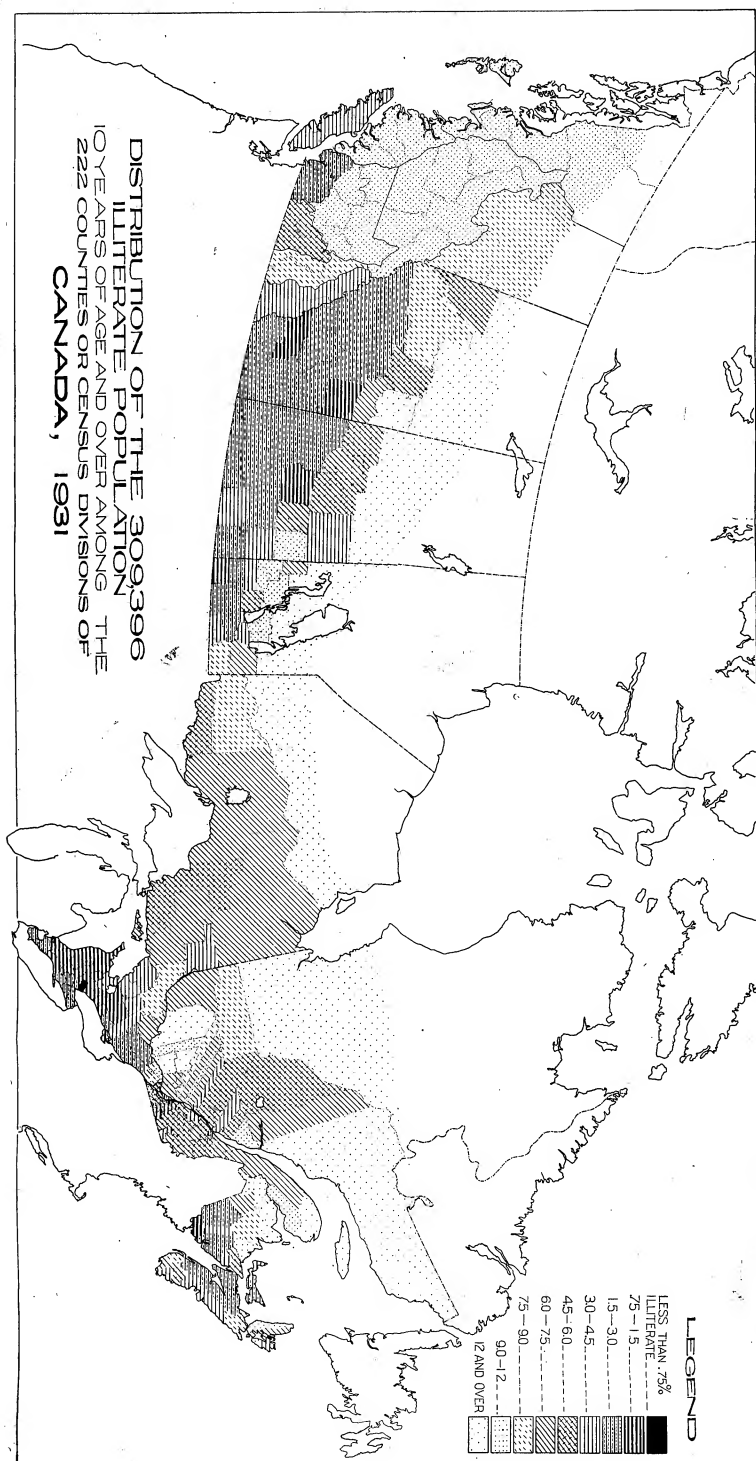 DISTRIBUTION OF THE 309,396
ILLITERATE POPULATION
10 YEARS OF AGE AND OVER AMONG THE
222 COUNTIES OR CENSUS DIVISIONS OF
CANADA, 1931
LEGEND
LESS THAN .75%
ILLITERATE
.75 — 1.5
1.5 — 3.0
3.0 — 4.5
4.5 — 6.0
6.0 — 7.5
7.5 — 9.0
9.0 — 12
12 AND OVER